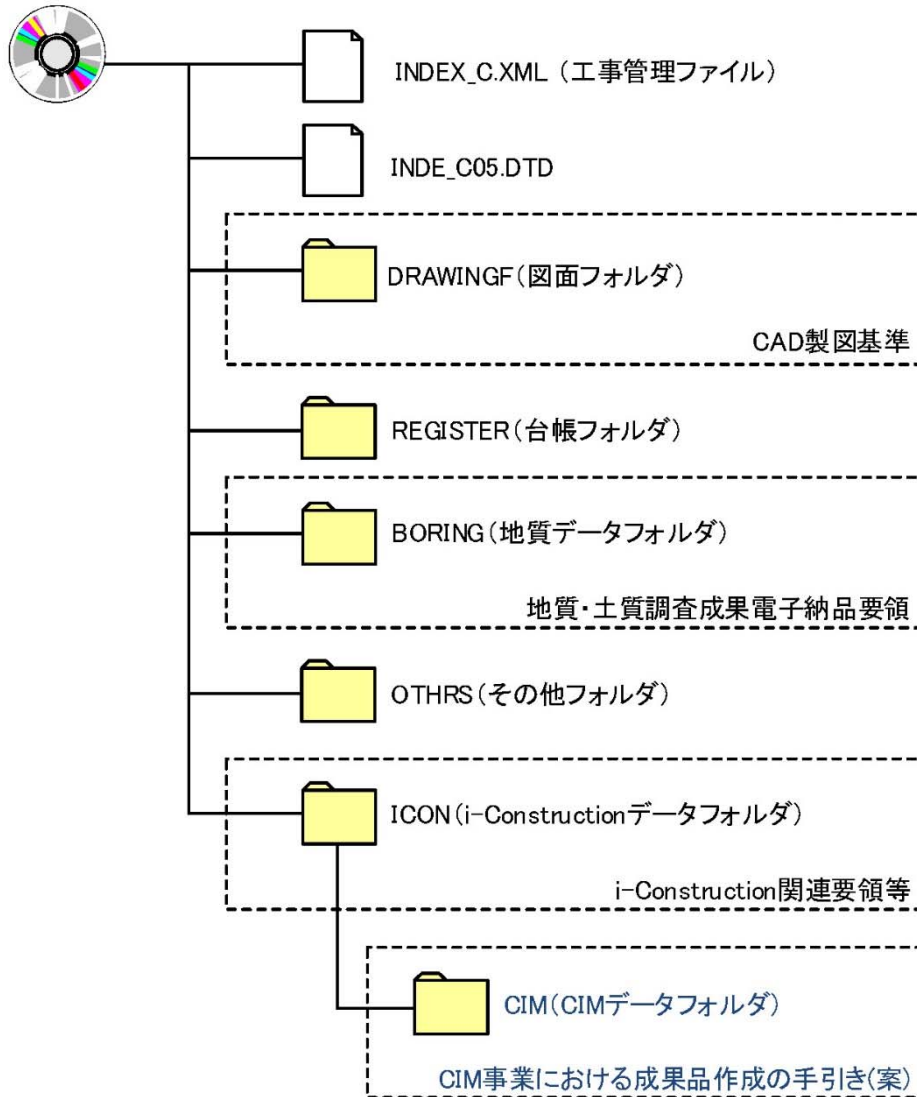 INDEX_C.XML (工事管理ファイル)
INDE_C05.DTD
DRAWINGF(図面フォルダ)
CAD製図基準
REGISTER(台帳フォルダ)
BORING(地質データフォルダ)
地質・土質調査成果電子納品要領
OTHRS(その他フォルダ)
ICON(i-Constructionデータフォルダ)
i-Construction関連要領等
CIM(CIMデータフォルダ)
CIM事業における成果品作成の手引き(案)